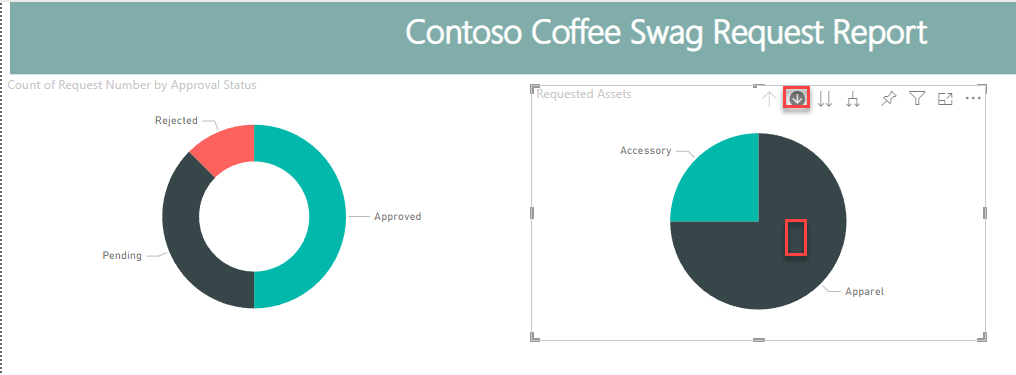 Contoso Coffee Swag Request Report
Count of Request Number by Approval Status
Requested Assets
Rejected
Approved
Pending
Accessory
Apparel